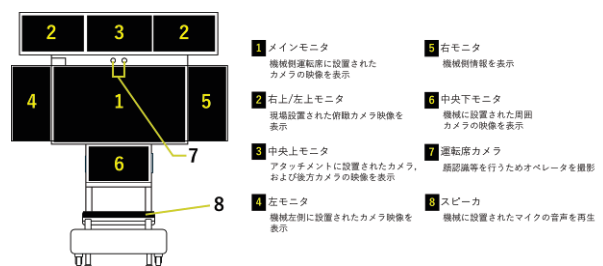 2
3
2
4
1
5
6
7
8
1 メインモニタ
機械側運転席に設置された
カメラの映像を表示
2 右上/左上モニタ
現場設置された俯瞰カメラ映像を
表示
3 中央上モニタ
アタッチメントに設置されたカメラ,
および後方カメラの映像を表示
4 左モニタ
機械左側に設置されたカメラ映像を
表示
5 右モニタ
機械側情報を表示
6 中央下モニタ
機械に設置された周囲
カメラの映像を表示
7 運転席カメラ
顔認識等を行うためオペレータを撮影
8 スピーカ
機械に設置されたマイクの音声を再生